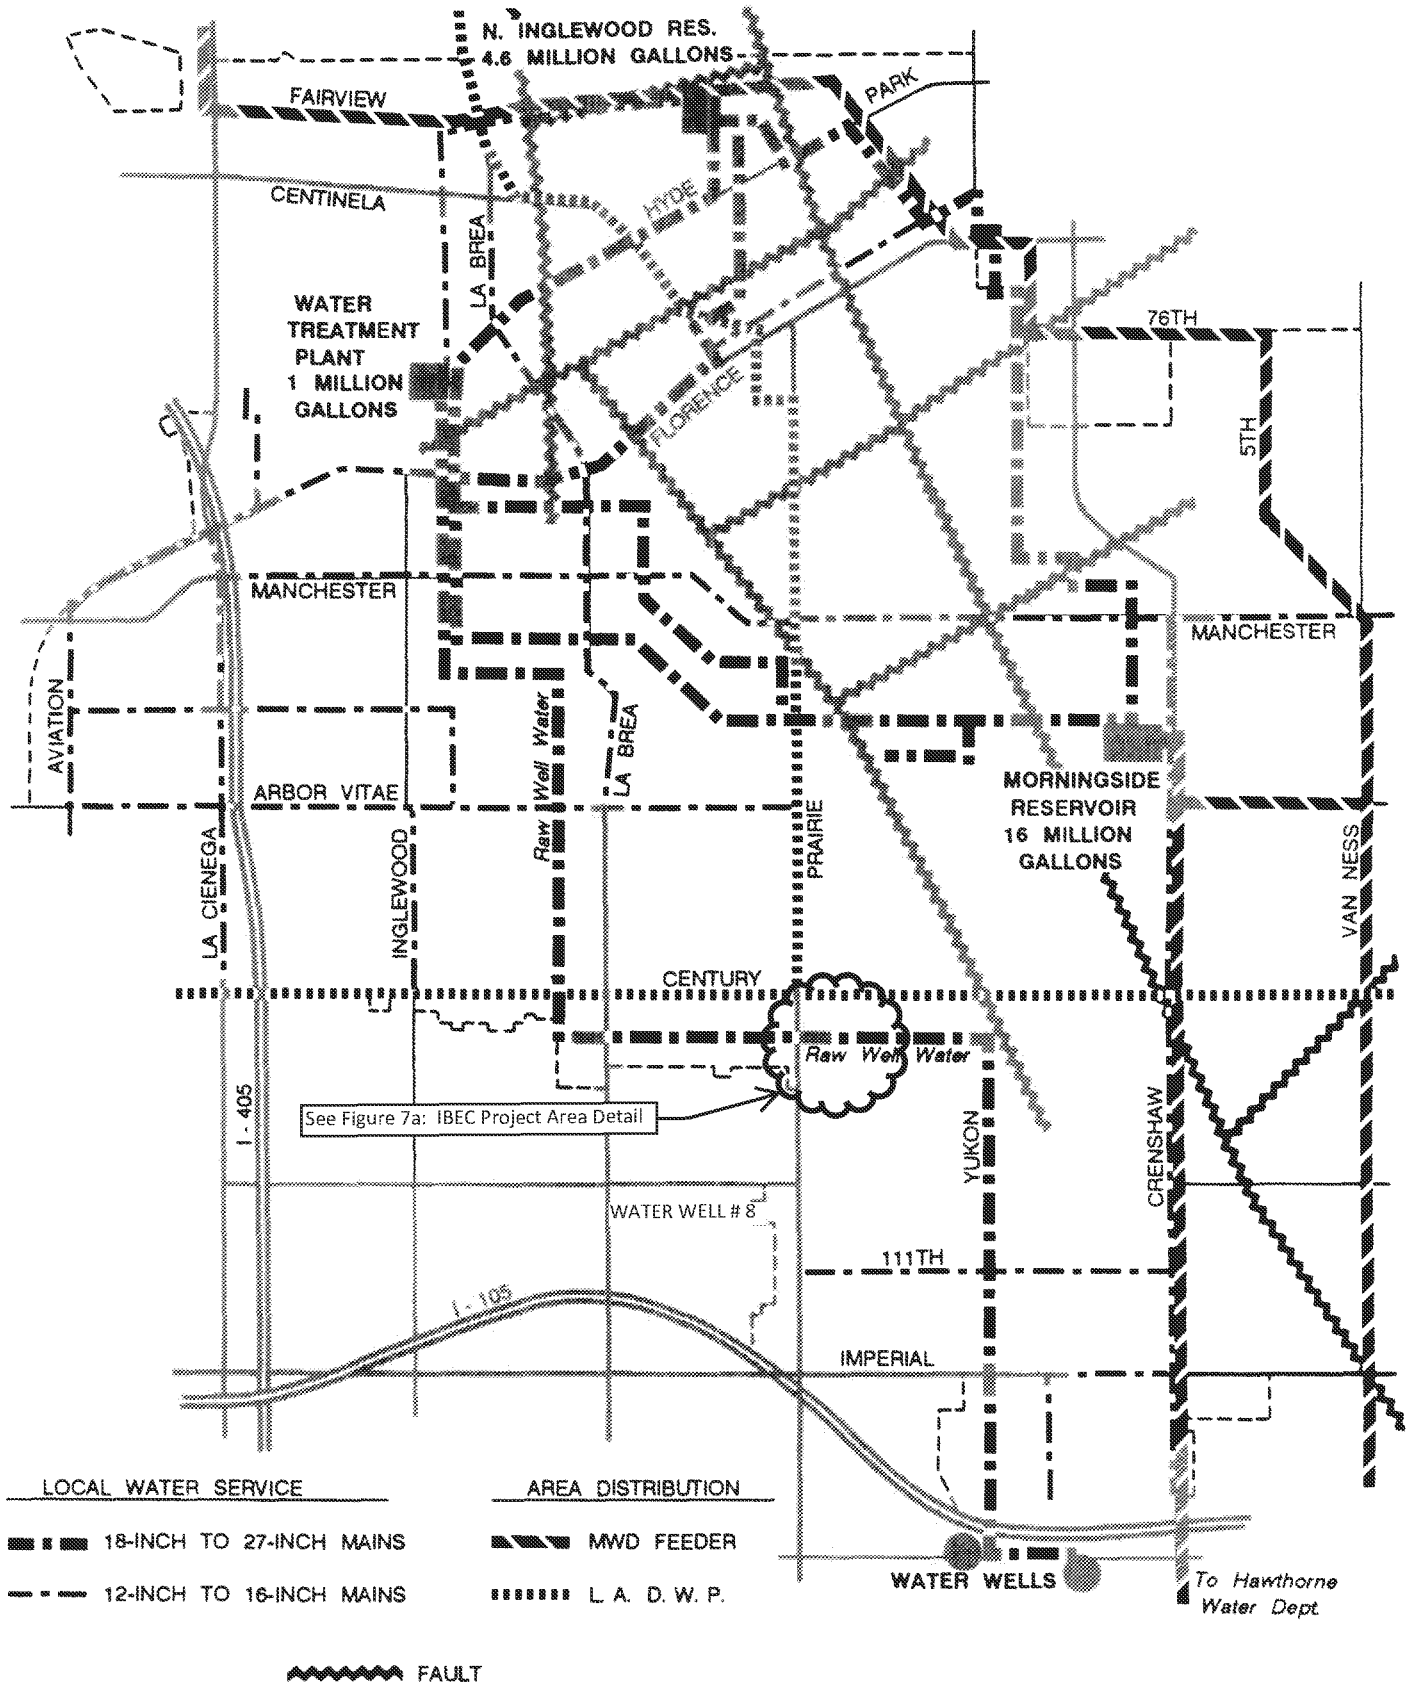 N. INGLEWOOD RES.
4.6 MILLION GALLONS
FAIRVIEW
PARK
CENTINELA
HYDE
LA BREA
WATER
TREATMENT
PLANT
1 MILLION
GALLONS
76TH
FLORENCE
5TH
MANCHESTER
MANCHESTER
AVIATION
Raw Well Water
LA BREA
ARBOR VITAE
MORNINGSIDE
RESERVOIR
16 MILLION
GALLONS
PRAIRIE
LA CIENEGA
INGLEWOOD
VAN NESS
CENTURY
Raw Well Water
I - 405
See Figure 7a: IBEC Project Area Detail
YUKON
CRENSHAW
WATER WELL # 8
111TH
I - 105
IMPERIAL
LOCAL WATER SERVICE
AREA DISTRIBUTION
18-INCH TO 27-INCH MAINS
MWD FEEDER
12-INCH TO 16-INCH MAINS
L. A. D. W. P.
WATER WELLS
To Hawthorne
Water Dept.
FAULT